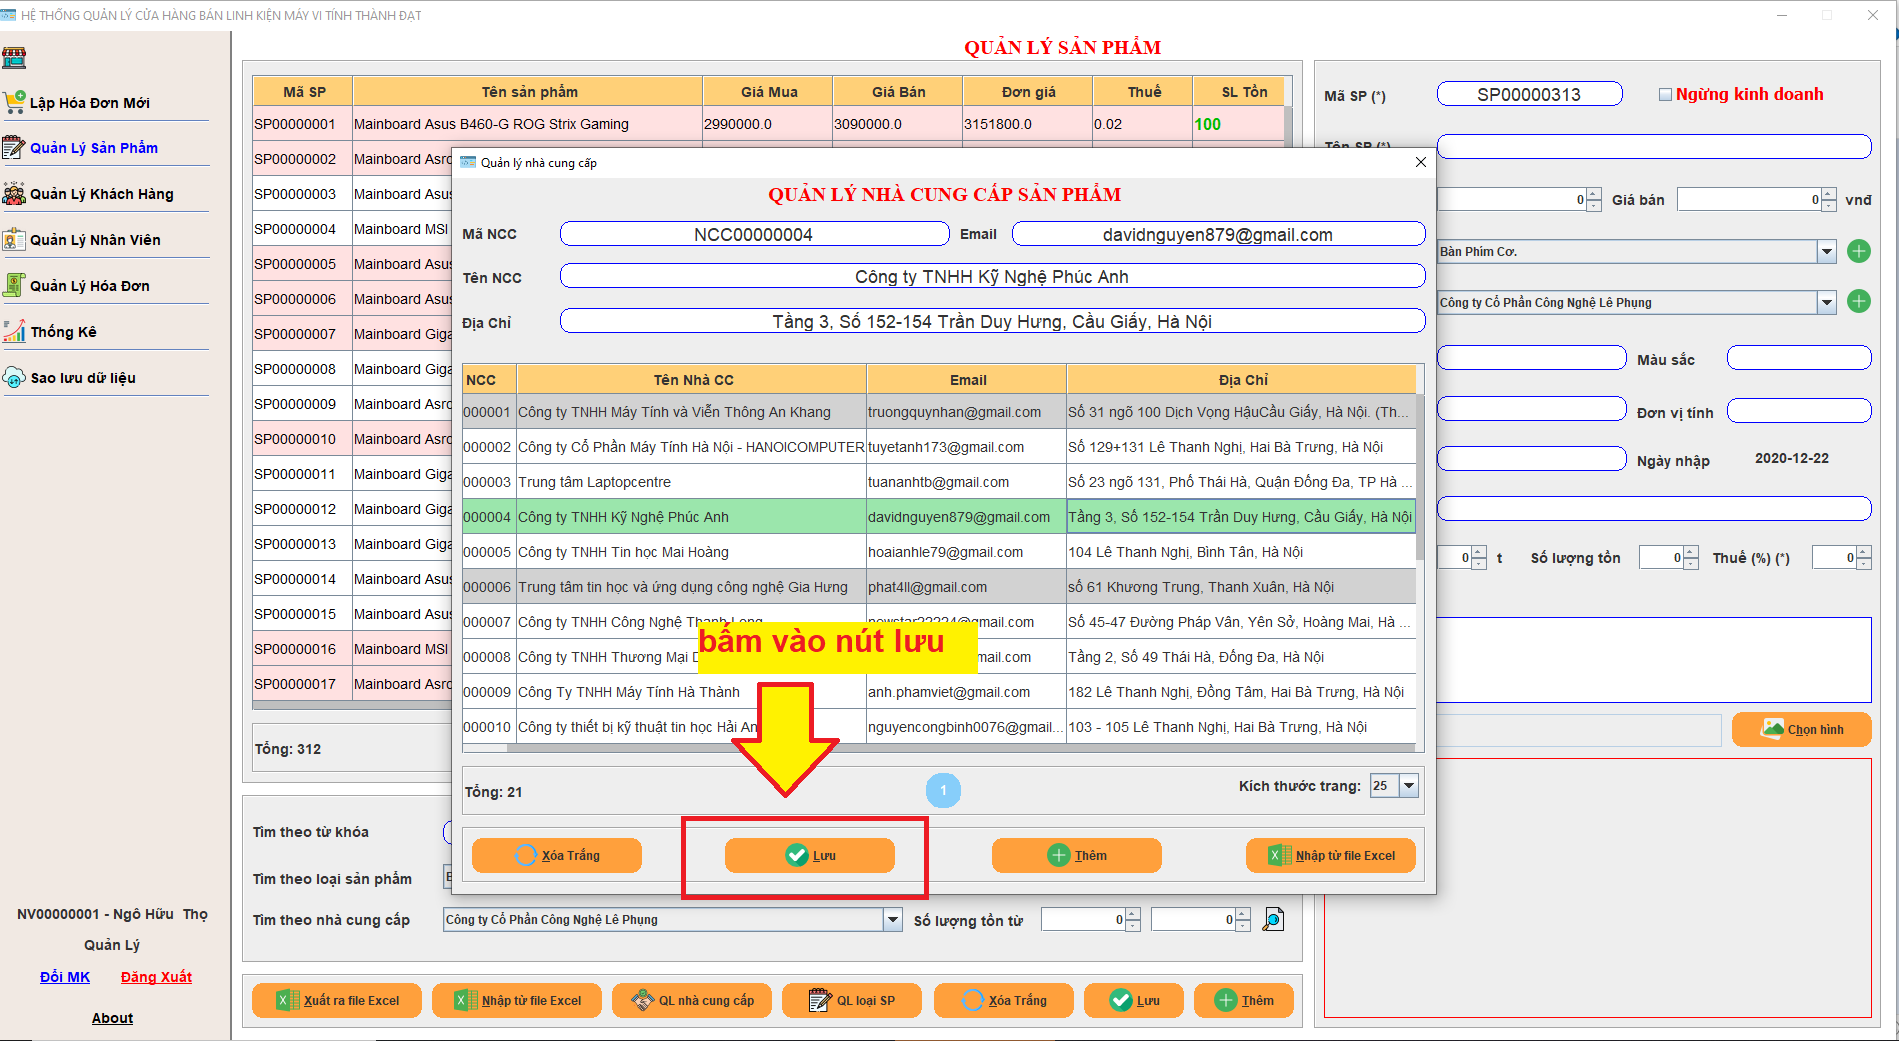 HỆ THỐNG QUẢN LÝ CỬA HÀNG BÁN LINH KIỆN MÁY VI TÍNH THÀNH ĐẠT
Lập Hóa Đơn Mới
Quản Lý Sản Phẩm
Quản Lý Khách Hàng
Quản Lý Nhân Viên
Quản Lý Hóa Đơn
Thống Kê
Sao lưu dữ liệu
NV00000001 - Ngô Hữu Thọ
Quản Lý
Đổi MK Đăng Xuất
About
QUẢN LÝ SẢN PHẨM
Mã SP Tên sản phẩm Giá Mua Giá Bán Đơn giá Thuế SL Tồn
SP00000001 Mainboard Asus B460-G ROG Strix Gaming 2990000.0 3090000.0 3151800.0 0.02 100
SP00000002 Mainboard Asro
SP00000003 Mainboard Asus
SP00000004 Mainboard MSI
SP00000005 Mainboard Asus
SP00000006 Mainboard Asus
SP00000007 Mainboard Giga
SP00000008 Mainboard Giga
SP00000009 Mainboard Asro
SP00000010 Mainboard Asro
SP00000011 Mainboard Giga
SP00000012 Mainboard Giga
SP00000013 Mainboard Giga
SP00000014 Mainboard Asus
SP00000015 Mainboard Asus
SP00000016 Mainboard MSI
SP00000017 Mainboard Asro
Tổng: 312
Tìm theo từ khóa
Tìm theo loại sản phẩm
Tìm theo nhà cung cấp Công ty Cổ Phần Công Nghệ Lê Phụng Số lượng tồn từ 0 0
Xuất ra file Excel Nhập từ file Excel QL nhà cung cấp QL loại SP Xóa Trắng Lưu Thêm
Quản lý nhà cung cấp
QUẢN LÝ NHÀ CUNG CẤP SẢN PHẨM
Mã NCC NCC00000004 Email davidnguyen879@gmail.com
Tên NCC Công ty TNHH Kỹ Nghệ Phúc Anh
Địa Chỉ Tầng 3, Số 152-154 Trần Duy Hưng, Cầu Giấy, Hà Nội
NCC Tên Nhà CC Email Địa Chỉ
000001 Công ty TNHH Máy Tính và Viễn Thông An Khang truongquynhan@gmail.com Số 31 ngõ 100 Dịch Vọng HậuCầu Giấy, Hà Nội. (Th...
000002 Công ty Cổ Phần Máy Tính Hà Nội - HANOICOMPUTER tuyetanh173@gmail.com Số 129+131 Lê Thanh Nghị, Hai Bà Trưng, Hà Nội
000003 Trung tâm Laptopcentre tuananhtb@gmail.com Số 23 ngõ 131, Phố Thái Hà, Quận Đống Đa, TP Hà ...
000004 Công ty TNHH Kỹ Nghệ Phúc Anh davidnguyen879@gmail.com Tầng 3, Số 152-154 Trần Duy Hưng, Cầu Giấy, Hà Nội
000005 Công ty TNHH Tin học Mai Hoàng hoaianhle79@gmail.com 104 Lê Thanh Nghị, Bình Tân, Hà Nội
000006 Trung tâm tin học và ứng dụng công nghệ Gia Hưng phat4ll@gmail.com số 61 Khương Trung, Thanh Xuân, Hà Nội
000007 Công ty TNHH Công Nghệ Thanh Long @gmail.com Số 45-47 Đường Pháp Vân, Yên Sở, Hoàng Mai, Hà ...
000008 Công ty TNHH Thương Mại mail.com Tầng 2, Số 49 Thái Hà, Đống Đa, Hà Nội
000009 Công Ty TNHH Máy Tính Hà Thành anh.phamviet@gmail.com 182 Lê Thanh Nghị, Đồng Tâm, Hai Bà Trưng, Hà Nội
000010 Công ty thiết bị kỹ thuật tin học Hải An nguyencongbinh0076@gmail... 103 - 105 Lê Thanh Nghị, Hai Bà Trưng, Hà Nội
bấm vào nút lưu
Tổng: 21 1 Kích thước trang: 25
Xóa Trắng Lưu Thêm Nhập từ file Excel
Mã SP (*) SP00000313 Ngừng kinh doanh
Tên SP (*)
0 Giá bán 0 vnđ
Bàn Phím Cơ.
Công ty Cổ Phần Công Nghệ Lê Phụng
Màu sắc
Đơn vị tính
Ngày nhập 2020-12-22
0 t Số lượng tồn 0 Thuế (%) (*) 0
Chọn hình